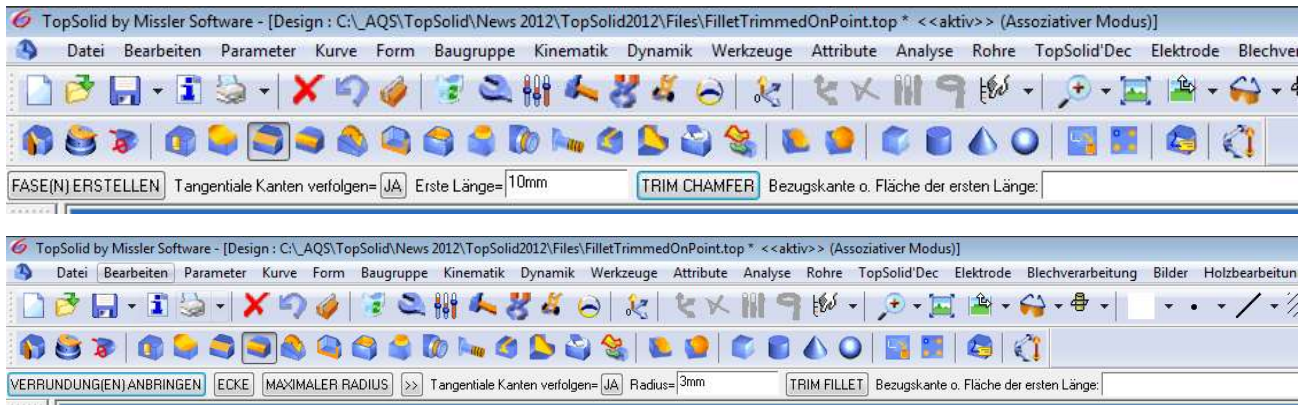 TopSolid by Missler Software - [Design : C:\_AQS\TopSolid\News 2012\TopSolid2012\Files\FilletTrimmedOnPoint.top * <<aktiv>> (Assoziativer Modus)]
Datei Bearbeiten Parameter Kurve Form Baugruppe Kinematik Dynamik Werkzeuge Attribute Analyse Rohre TopSolid'Dec Elektrode Blechver
FASE(N) ERSTELLEN Tangentiale Kanten verfolgen= JA Erste Länge= 10mm TRIM CHAMFER Bezugskante o. Fläche der ersten Länge:
TopSolid by Missler Software - [Design : C:\_AQS\TopSolid\News 2012\TopSolid2012\Files\FilletTrimmedOnPoint.top * <<aktiv>> (Assoziativer Modus)]
Datei Bearbeiten Parameter Kurve Form Baugruppe Kinematik Dynamik Werkzeuge Attribute Analyse Rohre TopSolid'Dec Elektrode Blechverarbeitung Bilder Holzbearbeitun
VERRUNDUNG(EN) ANBRINGEN ECKE MAXIMALER RADIUS >> Tangentiale Kanten verfolgen= JA Radius= 3mm TRIM FILLET Bezugskante o. Fläche der ersten Länge: